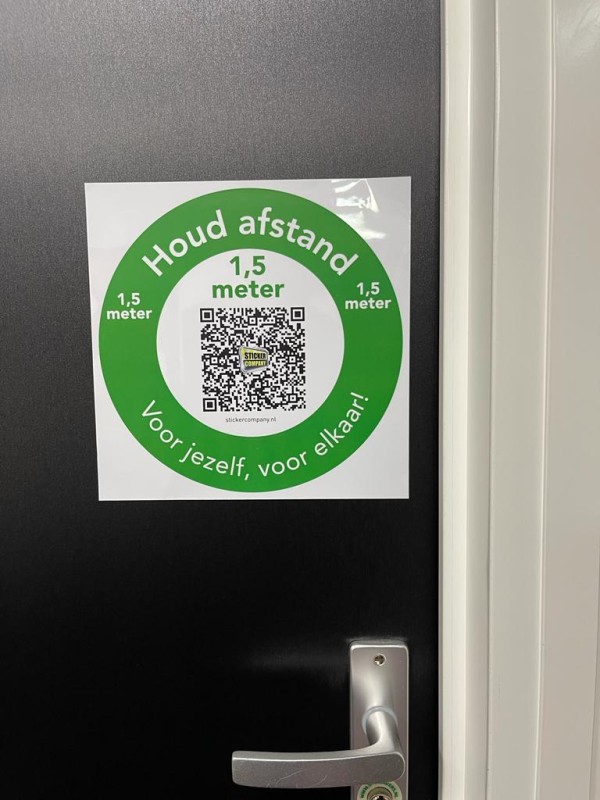 Houd afstand
1,5
meter
1,5
meter
1,5
meter
STICKER
COMPANY
stickercompany.nl
Voor jezelf, voor elkaar!